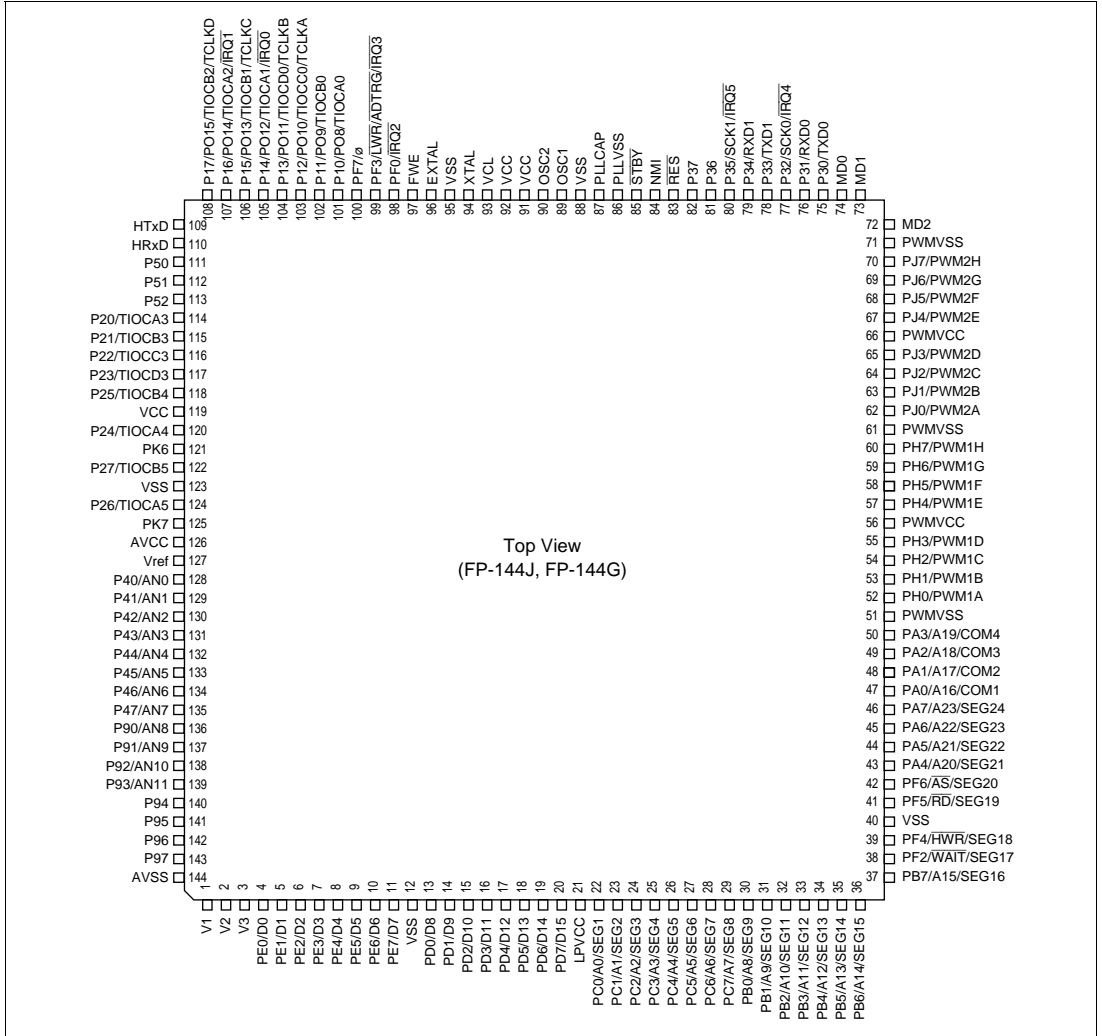 P17/PO15/TIOCB2/TCLKD
P16/PO14/TIOCA2/IRQ1
P15/PO13/TIOCB1/TCLKC
P14/PO12/TIOCA1/IRQ0
P13/PO11/TIOCD0/TCLKB
P12/PO10/TIOCC0/TCLKA
P11/PO9/TIOCB0
P10/PO8/TIOCA0
PF7/ø
PF3/LWR/ADTRG/IRQ3
PF0/IRQ2
FWE
EXTAL
VSS
XTAL
VCL
VCC
VCC
OSC2
OSC1
VSS
PLLCAP
PLLVSS
STBY
NMI
RES
P37
P36
P35/SCK1/IRQ5
P34/RXD1
P33/TXD1
P32/SCK0/IRQ4
P31/RXD0
P30/TXD0
MD0
MD1
108
107
106
105
104
103
102
101
100
99
98
97
96
95
94
93
92
91
90
89
88
87
86
85
84
83
82
81
80
79
78
77
76
75
74
73
HTxD 109
HRxD 110
P50 111
P51 112
P52 113
P20/TIOCA3 114
P21/TIOCB3 115
P22/TIOCC3 116
P23/TIOCD3 117
P25/TIOCB4 118
VCC 119
P24/TIOCA4 120
PK6 121
P27/TIOCB5 122
VSS 123
P26/TIOCA5 124
PK7 125
AVCC 126
Vref 127
P40/AN0 128
P41/AN1 129
P42/AN2 130
P43/AN3 131
P44/AN4 132
P45/AN5 133
P46/AN6 134
P47/AN7 135
P90/AN8 136
P91/AN9 137
P92/AN10 138
P93/AN11 139
P94 140
P95 141
P96 142
P97 143
AVSS 144
Top View
(FP-144J, FP-144G)
72 MD2
71 PWMVSS
70 PJ7/PWM2H
69 PJ6/PWM2G
68 PJ5/PWM2F
67 PJ4/PWM2E
66 PWMVCC
65 PJ3/PWM2D
64 PJ2/PWM2C
63 PJ1/PWM2B
62 PJ0/PWM2A
61 PWMVSS
60 PH7/PWM1H
59 PH6/PWM1G
58 PH5/PWM1F
57 PH4/PWM1E
56 PWMVCC
55 PH3/PWM1D
54 PH2/PWM1C
53 PH1/PWM1B
52 PH0/PWM1A
51 PWMVSS
50 PA3/A19/COM4
49 PA2/A18/COM3
48 PA1/A17/COM2
47 PA0/A16/COM1
46 PA7/A23/SEG24
45 PA6/A22/SEG23
44 PA5/A21/SEG22
43 PA4/A20/SEG21
42 PF6/AS/SEG20
41 PF5/RD/SEG19
40 VSS
39 PF4/HWR/SEG18
38 PF2/WAIT/SEG17
37 PB7/A15/SEG16
1
2
3
4
5
6
7
8
9
10
11
12
13
14
15
16
17
18
19
20
21
22
23
24
25
26
27
28
29
30
31
32
33
34
35
36
V1
V2
V3
PE0/D0
PE1/D1
PE2/D2
PE3/D3
PE4/D4
PE5/D5
PE6/D6
PE7/D7
VSS
PD0/D8
PD1/D9
PD2/D10
PD3/D11
PD4/D12
PD5/D13
PD6/D14
PD7/D15
LPVCC
PC0/A0/SEG1
PC1/A1/SEG2
PC2/A2/SEG3
PC3/A3/SEG4
PC4/A4/SEG5
PC5/A5/SEG6
PC6/A6/SEG7
PC7/A7/SEG8
PB0/A8/SEG9
PB1/A9/SEG10
PB2/A10/SEG11
PB3/A11/SEG12
PB4/A12/SEG13
PB5/A13/SEG14
PB6/A14/SEG15